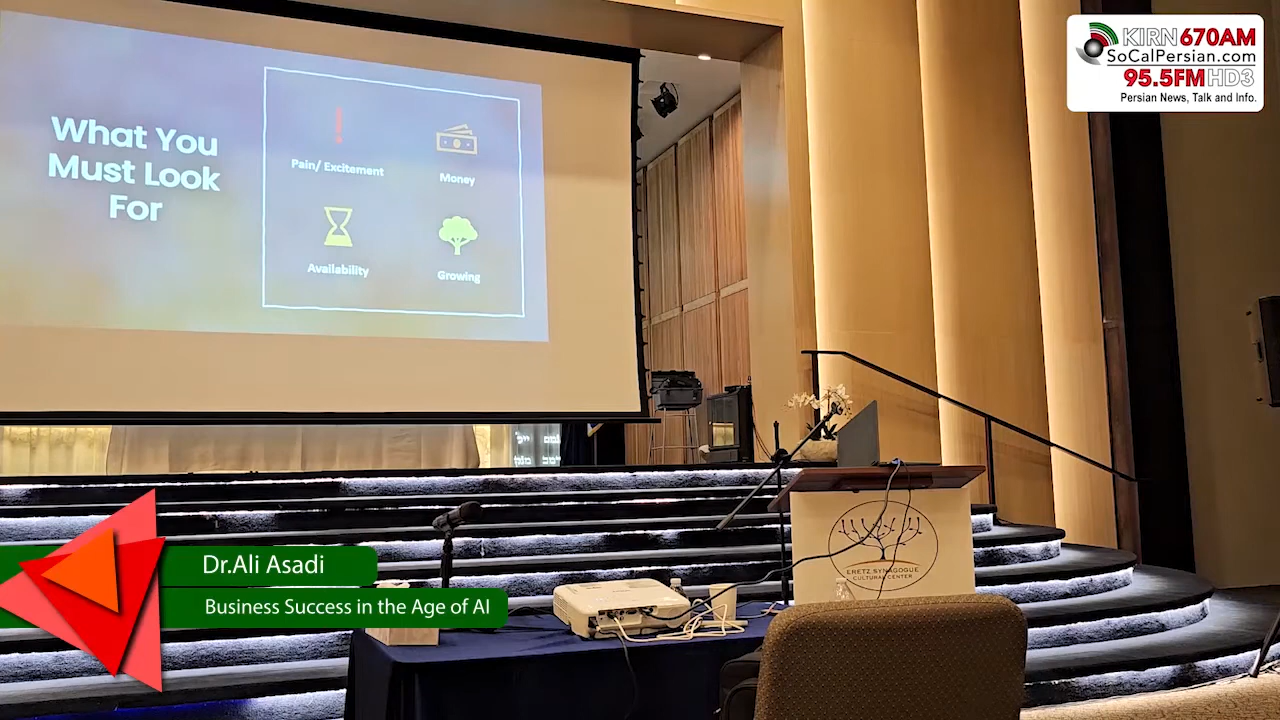 What You
Must Look
For
Pain/ Excitement
Money
Availability
Growing
KIRN 670AM
SoCalPersian.com
95.5FM HD3
Persian News, Talk and Info.
ERETZ SYNAGOGUE
CULTURAL CENTER
Dr.Ali Asadi
Business Success in the Age of AI